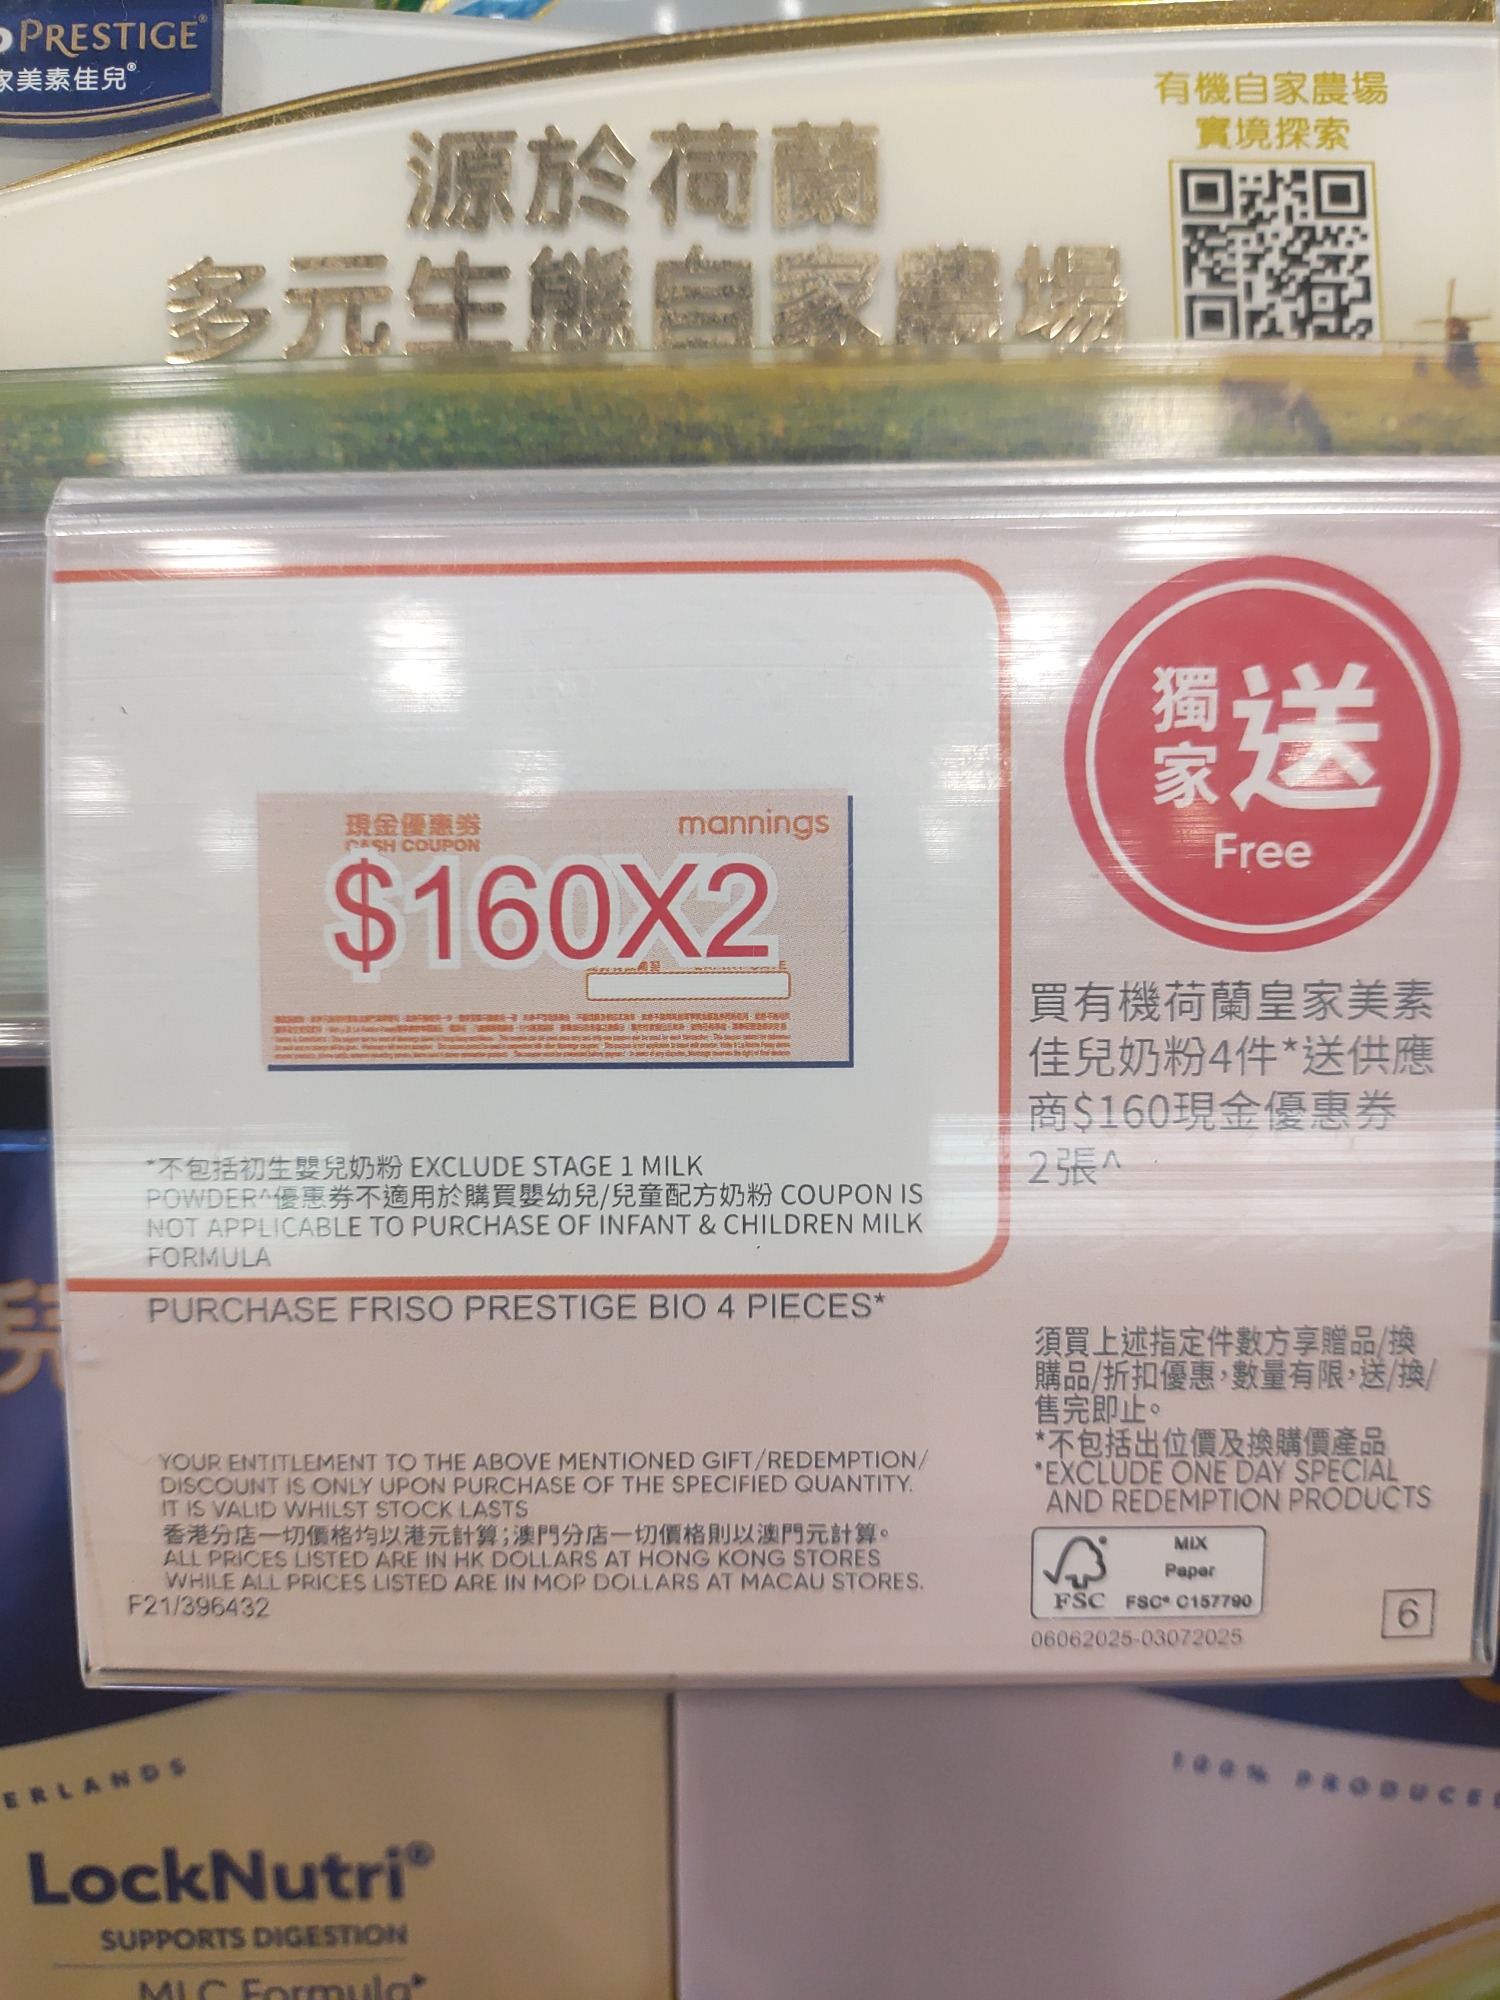 PRESTIGE®
家美素佳兒®
有機自家農場
實境探索
源於荷蘭
多元生態自家農場
獨家送
Free
現金優惠券
mannings
CASH COUPON
$160X2
買有機荷蘭皇家美素
佳兒奶粉4件*送供應
商$160現金優惠券
2張^
*不包括初生嬰兒奶粉 EXCLUDE STAGE 1 MILK
POWDER^優惠券不適用於購買嬰幼兒/兒童配方奶粉 COUPON IS
NOT APPLICABLE TO PURCHASE OF INFANT & CHILDREN MILK
FORMULA
PURCHASE FRISO PRESTIGE BIO 4 PIECES*
須買上述指定件數方享贈品/換
購品/折扣優惠,數量有限,送/換/
售完即止。
*不包括出位價及換購價產品
*EXCLUDE ONE DAY SPECIAL
AND REDEMPTION PRODUCTS
YOUR ENTITLEMENT TO THE ABOVE MENTIONED GIFT/REDEMPTION/
DISCOUNT IS ONLY UPON PURCHASE OF THE SPECIFIED QUANTITY.
IT IS VALID WHILST STOCK LASTS
香港分店一切價格均以港元計算;澳門分店一切價格則以澳門元計算。
ALL PRICES LISTED ARE IN HK DOLLARS AT HONG KONG STORES
WHILE ALL PRICES LISTED ARE IN MOP DOLLARS AT MACAU STORES.
F21/396432
MIX
Paper
FSC
FSC® C157790
06062025-03072025
6
兒
ERLANDS
100% PRODUCE
LockNutri®
SUPPORTS DIGESTION
MLC Formula